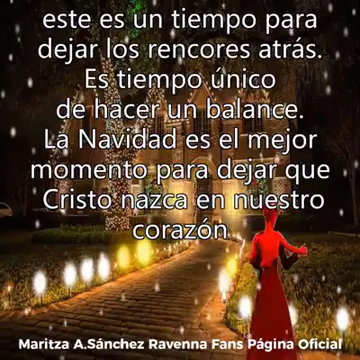 este es un tiempo para
dejar los rencores atrás.
Es tiempo único
de hacer un balance.
La Navidad es el mejor
momento para dejar que
Cristo nazca en nuestro
corazón
Maritza A.Sánchez Ravenna Fans Página Oficial